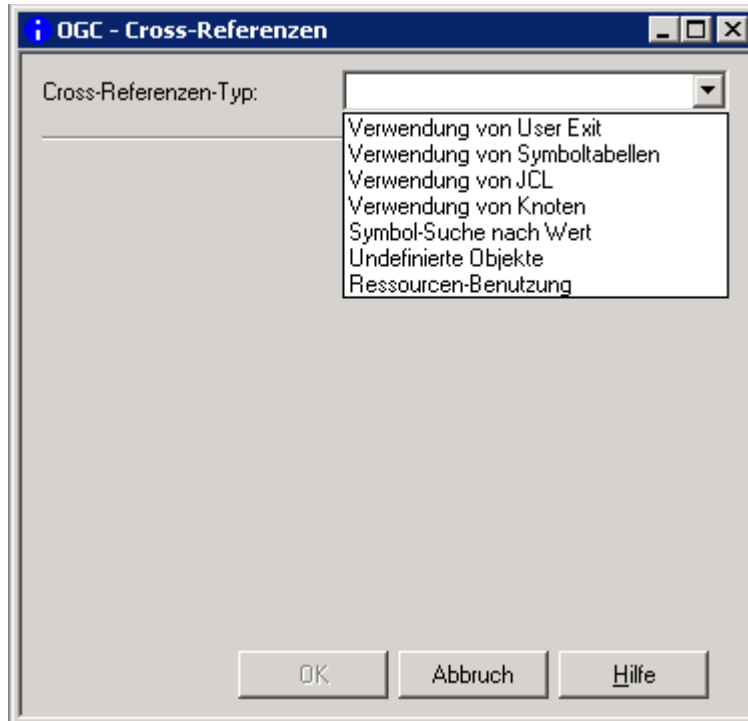 OGC - Cross-Referenzen
Cross-Referenzen-Typ:
Verwendung von User Exit
Verwendung von Symboltabellen
Verwendung von JCL
Verwendung von Knoten
Symbol-Suche nach Wert
Undefinierte Objekte
Ressourcen-Benutzung
OK Abbruch Hilfe